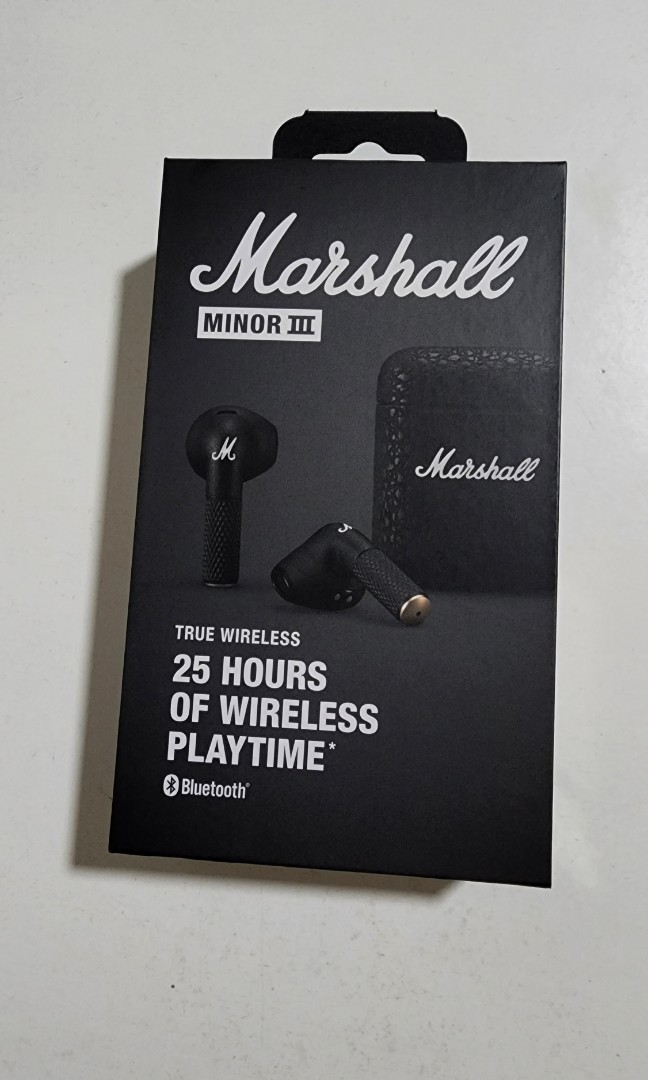 Marshall
MINOR III
M
Marshall
TRUE WIRELESS
25 HOURS
OF WIRELESS
PLAYTIME*
Bluetooth®